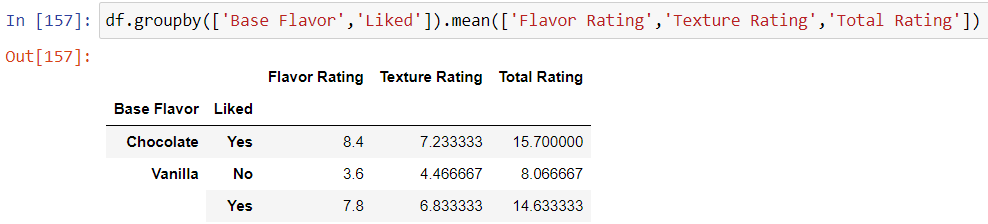 In [157]: df.groupby(['Base Flavor','Liked']).mean(['Flavor Rating','Texture Rating','Total Rating'])
Out[157]:
Flavor Rating Texture Rating Total Rating
Base Flavor Liked
Chocolate Yes 8.4 7.233333 15.700000
Vanilla No 3.6 4.466667 8.066667
Yes 7.8 6.833333 14.633333